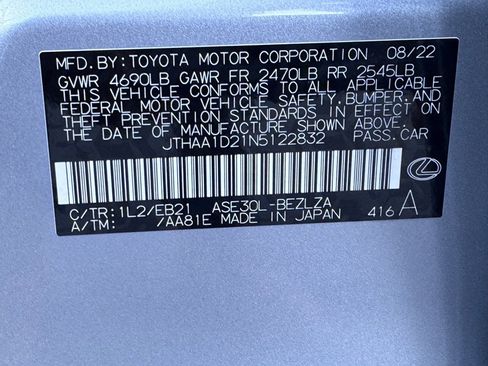 MFD. BY: TOYOTA MOTOR CORPORATION 08/22
GVWR 4690LB GAWR FR 2470LB RR 2545LB
THIS VEHICLE CONFORMS TO ALL APPLICABLE
FEDERAL MOTOR VEHICLE SAFETY, BUMPER, AND
THEFT PREVENTION STANDARDS IN EFFECT ON
THE DATE OF MANUFACTURE SHOWN ABOVE.
JTHAA1D21N5122832 PASS. CAR
C/TR: 1L2/EB21 ASE30L-BEZLZA
A/TM: /AA81E MADE IN JAPAN 416 A